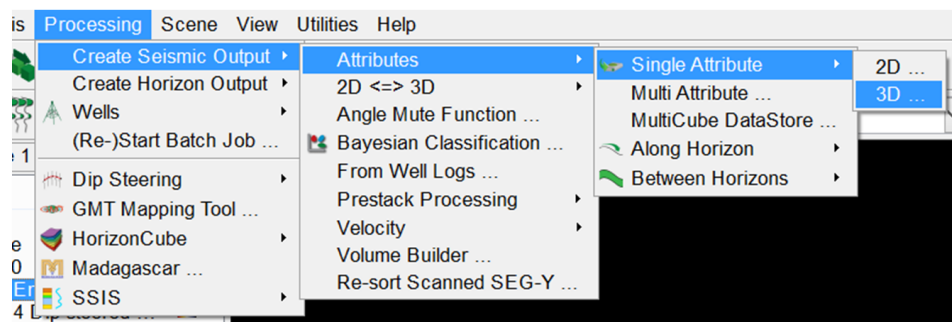 is Processing Scene View Utilities Help
Create Seismic Output
Create Horizon Output
Wells
(Re-)Start Batch Job ...
Dip Steering
GMT Mapping Tool ...
HorizonCube
Madagascar ...
SSIS
Attributes
2D <=> 3D
Angle Mute Function ...
Bayesian Classification ...
From Well Logs ...
Prestack Processing
Velocity
Volume Builder ...
Re-sort Scanned SEG-Y ...
Single Attribute
Multi Attribute ...
MultiCube DataStore ...
Along Horizon
Between Horizons
2D ...
3D ...
1
e
0
Er
4